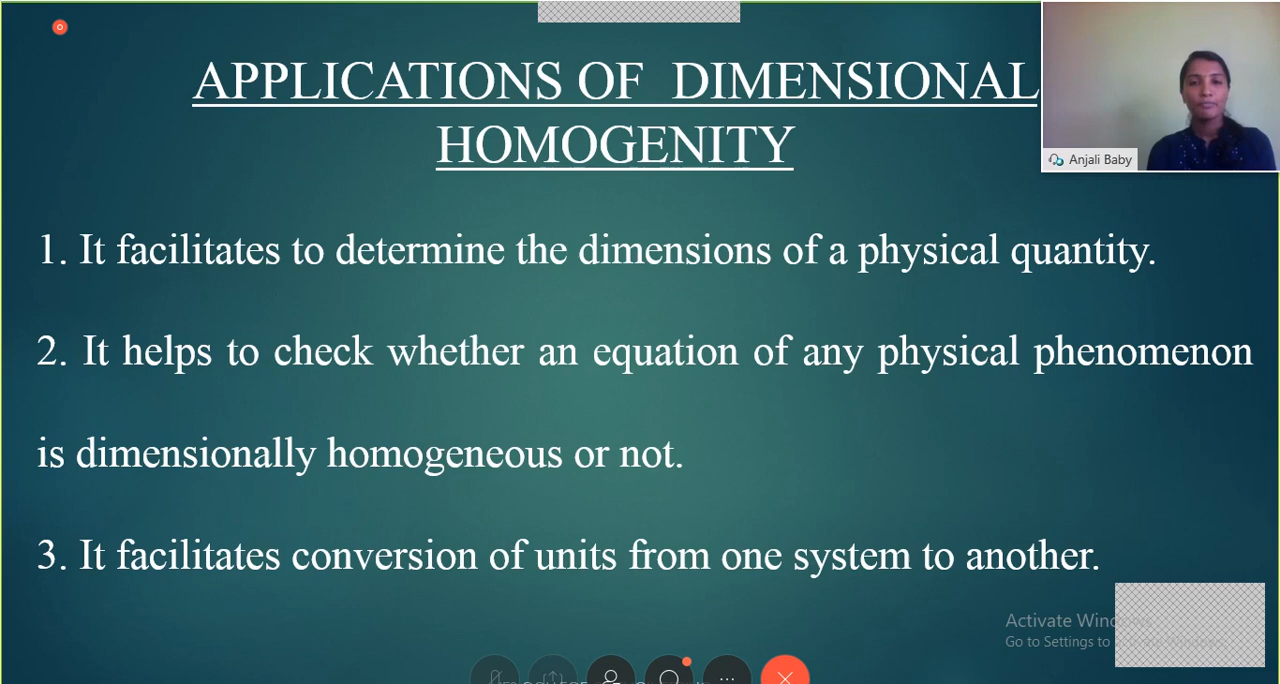 APPLICATIONS OF DIMENSIONAL
HOMOGENITY
Anjali Baby
1. It facilitates to determine the dimensions of a physical quantity.
2. It helps to check whether an equation of any physical phenomenon
is dimensionally homogeneous or not.
3. It facilitates conversion of units from one system to another.
Activate
Go to Settings to